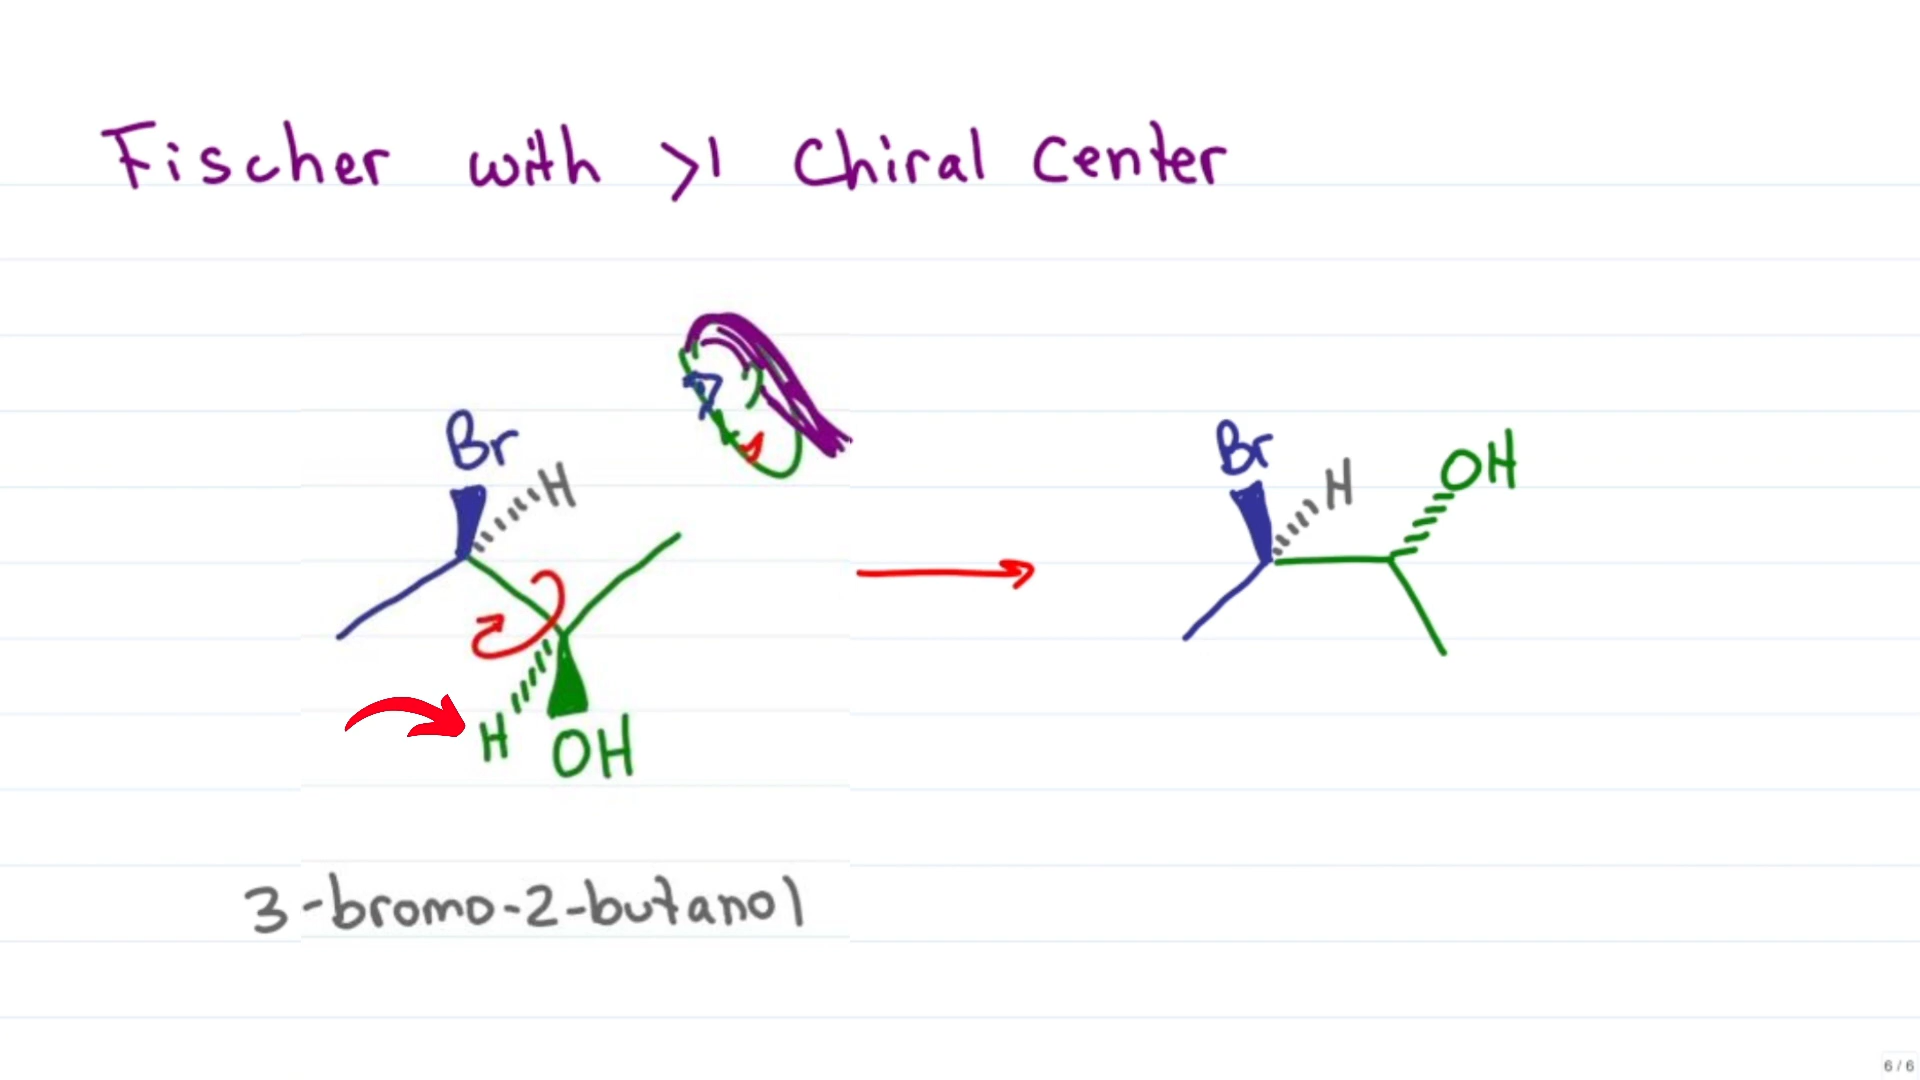 Fischer with >1 Chiral Center
Br
H
H
OH
Br
H
OH
3-bromo-2-butanol
6 / 6